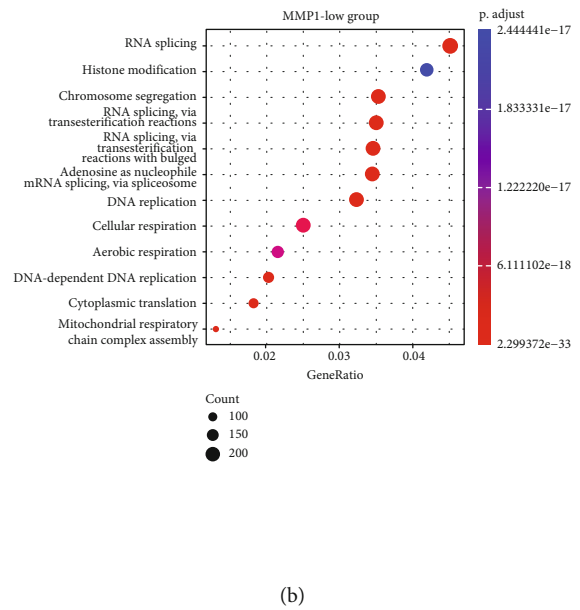 MMP1-low group
RNA splicing
Histone modification
Chromosome segregation
RNA splicing, via
transesterification reactions
RNA splicing, via
transesterification
reactions with bulged
Adenosine as nucleophile
mRNA splicing, via spliceosome
DNA replication
Cellular respiration
Aerobic respiration
DNA-dependent DNA replication
Cytoplasmic translation
Mitochondrial respiratory
chain complex assembly
0.02 0.03 0.04
GeneRatio
p. adjust
2.444441e−17
1.833331e−17
1.222220e−17
6.111102e−18
2.299372e−33
Count
100
150
200
(b)